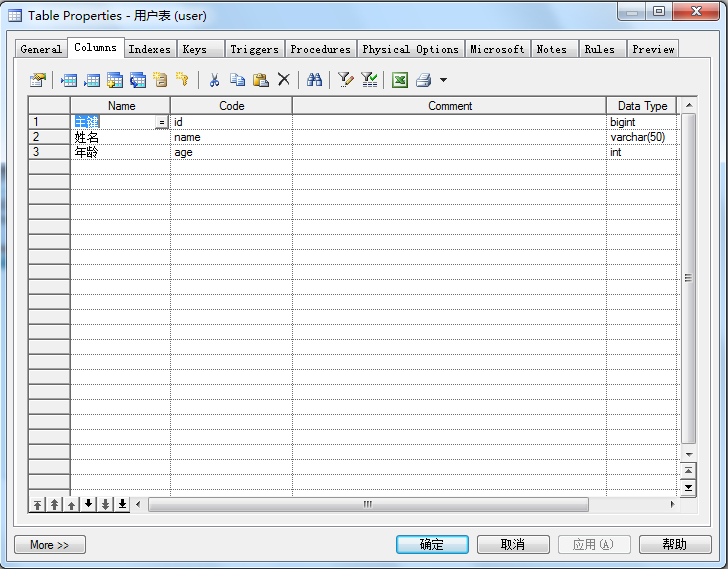 Table Properties - 用户表 (user)
General Columns Indexes Keys Triggers Procedures Physical Options Microsoft Notes Rules Preview
Name Code Comment Data Type
1 主键 = id bigint
2 姓名 name varchar(50)
3 年龄 age int
More >> 确定 取消 应用(A) 帮助